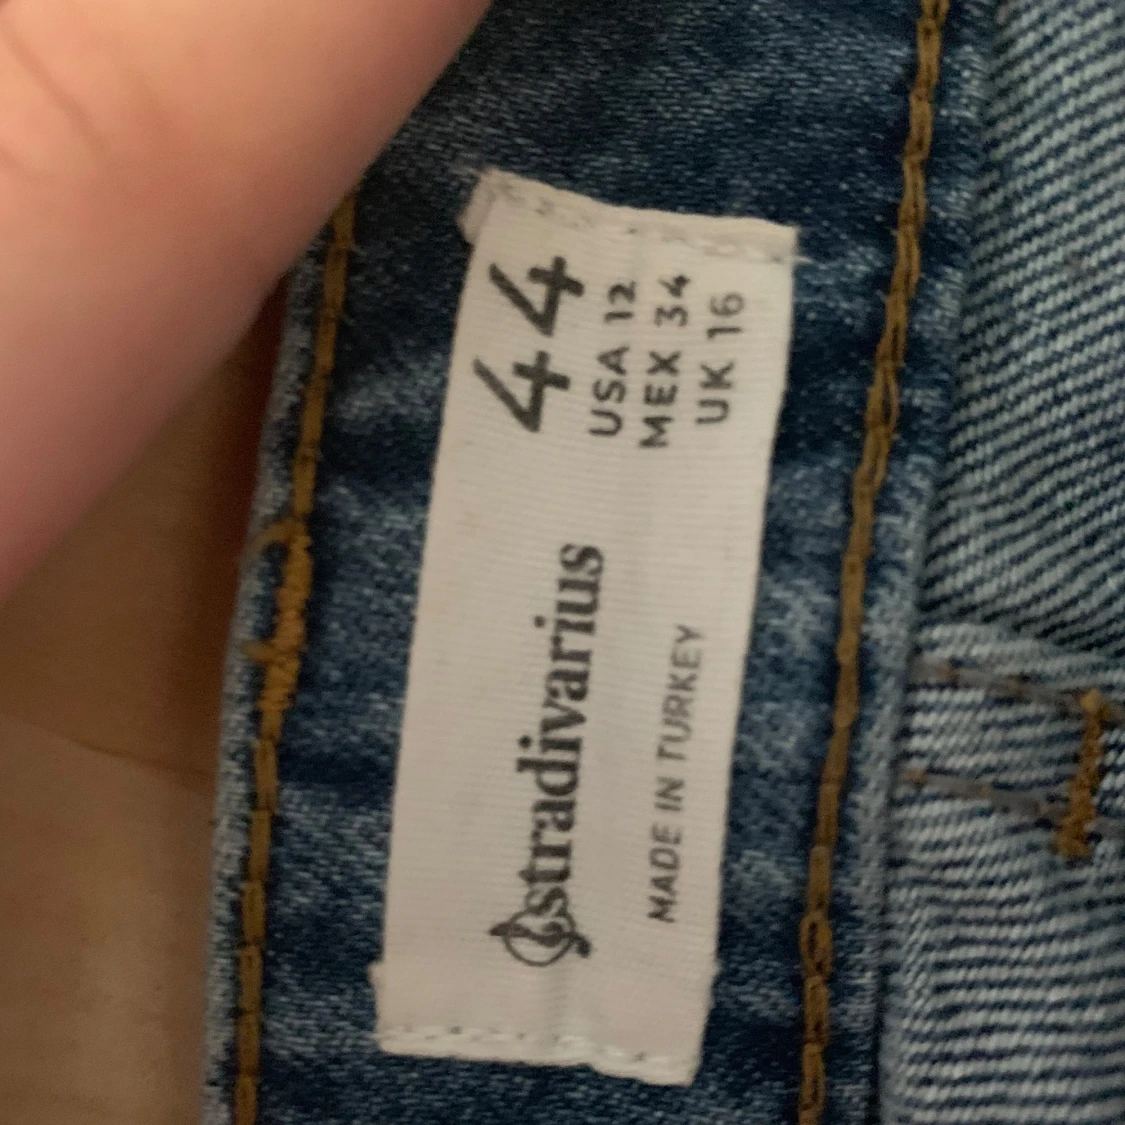 stradivarius
MADE IN TURKEY
44
USA 12
MEX 34
UK 16